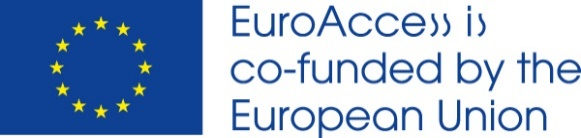 EuroAccess is
co-funded by the
European Union